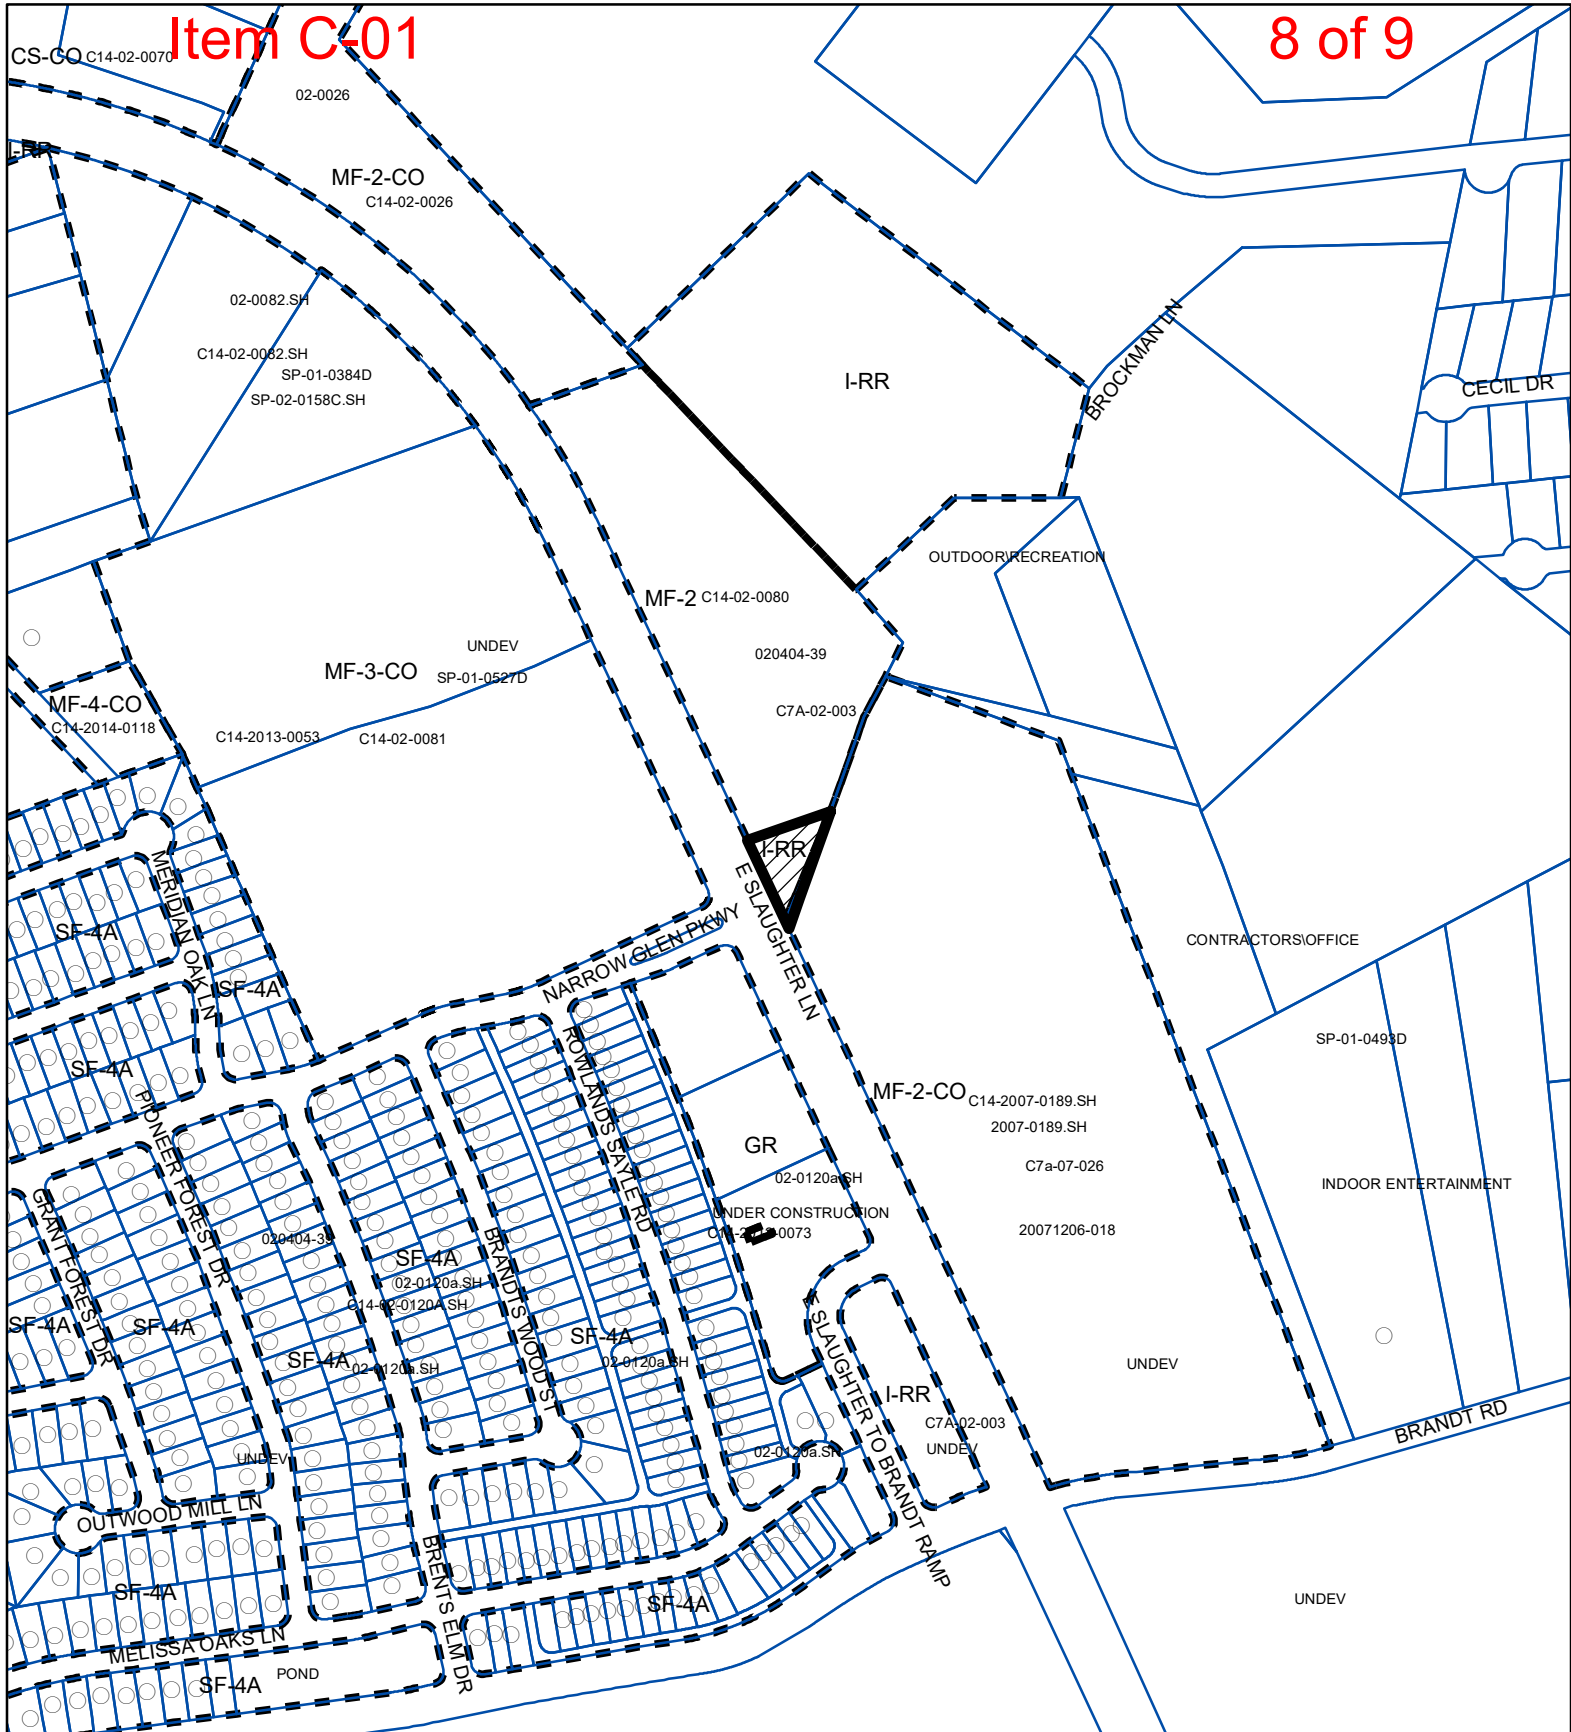 Item C-01
8 of 9
CS-CO C14-02-0070
02-0026
I-RR
MF-2-CO
C14-02-0026
02-0082.SH
C14-02-0082.SH
SP-01-0384D
SP-02-0158C.SH
I-RR
BROCKMAN LN
CECIL DR
OUTDOOR\RECREATION
MF-2 C14-02-0080
UNDEV
020404-39
MF-3-CO SP-01-0527D
MF-4-CO
C14-2014-0118
C7A-02-003
C14-2013-0053 C14-02-0081
I-RR
MERIDIAN OAK LN
E SLAUGHTER LN
NARROW GLEN PKWY
SF-4A
CONTRACTORS\OFFICE
SF-4A
SP-01-0493D
SF-4A
ROWLANDS SAYLE RD
MF-2-CO C14-2007-0189.SH
2007-0189.SH
PIONEER FOREST DR
GR
C7a-07-026
02-0120a.SH
INDOOR ENTERTAINMENT
GRANT FOREST DR
UNDER CONSTRUCTION
C14-2012-0073
20071206-018
020404-39
BRANDTS WOOD ST
SF-4A
02-0120a.SH
C14-02-0120A.SH
SF-4A
SF-4A
SF-4A
SF-4A 02-0120a.SH
02-0120a.SH
UNDEV
E SLAUGHTER TO BRANDT RAMP
I-RR
C7A-02-003
UNDEV
BRANDT RD
02-0120a.SH
UNDEV
OUTWOOD MILL LN
BRENTS ELM DR
SF-4A
SF-4A
UNDEV
MELISSA OAKS LN
POND
SF-4A